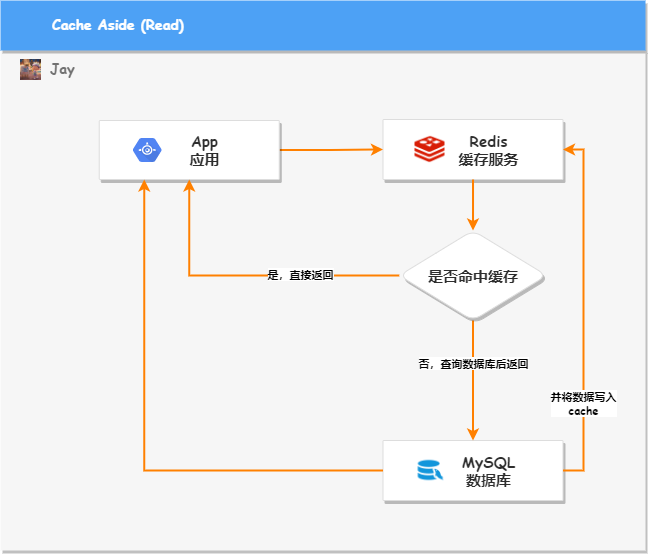 Cache Aside (Read)
Jay
App
应用
Redis
缓存服务
是否命中缓存
是，直接返回
否，查询数据库后返回
并将数据写入
cache
MySQL
数据库